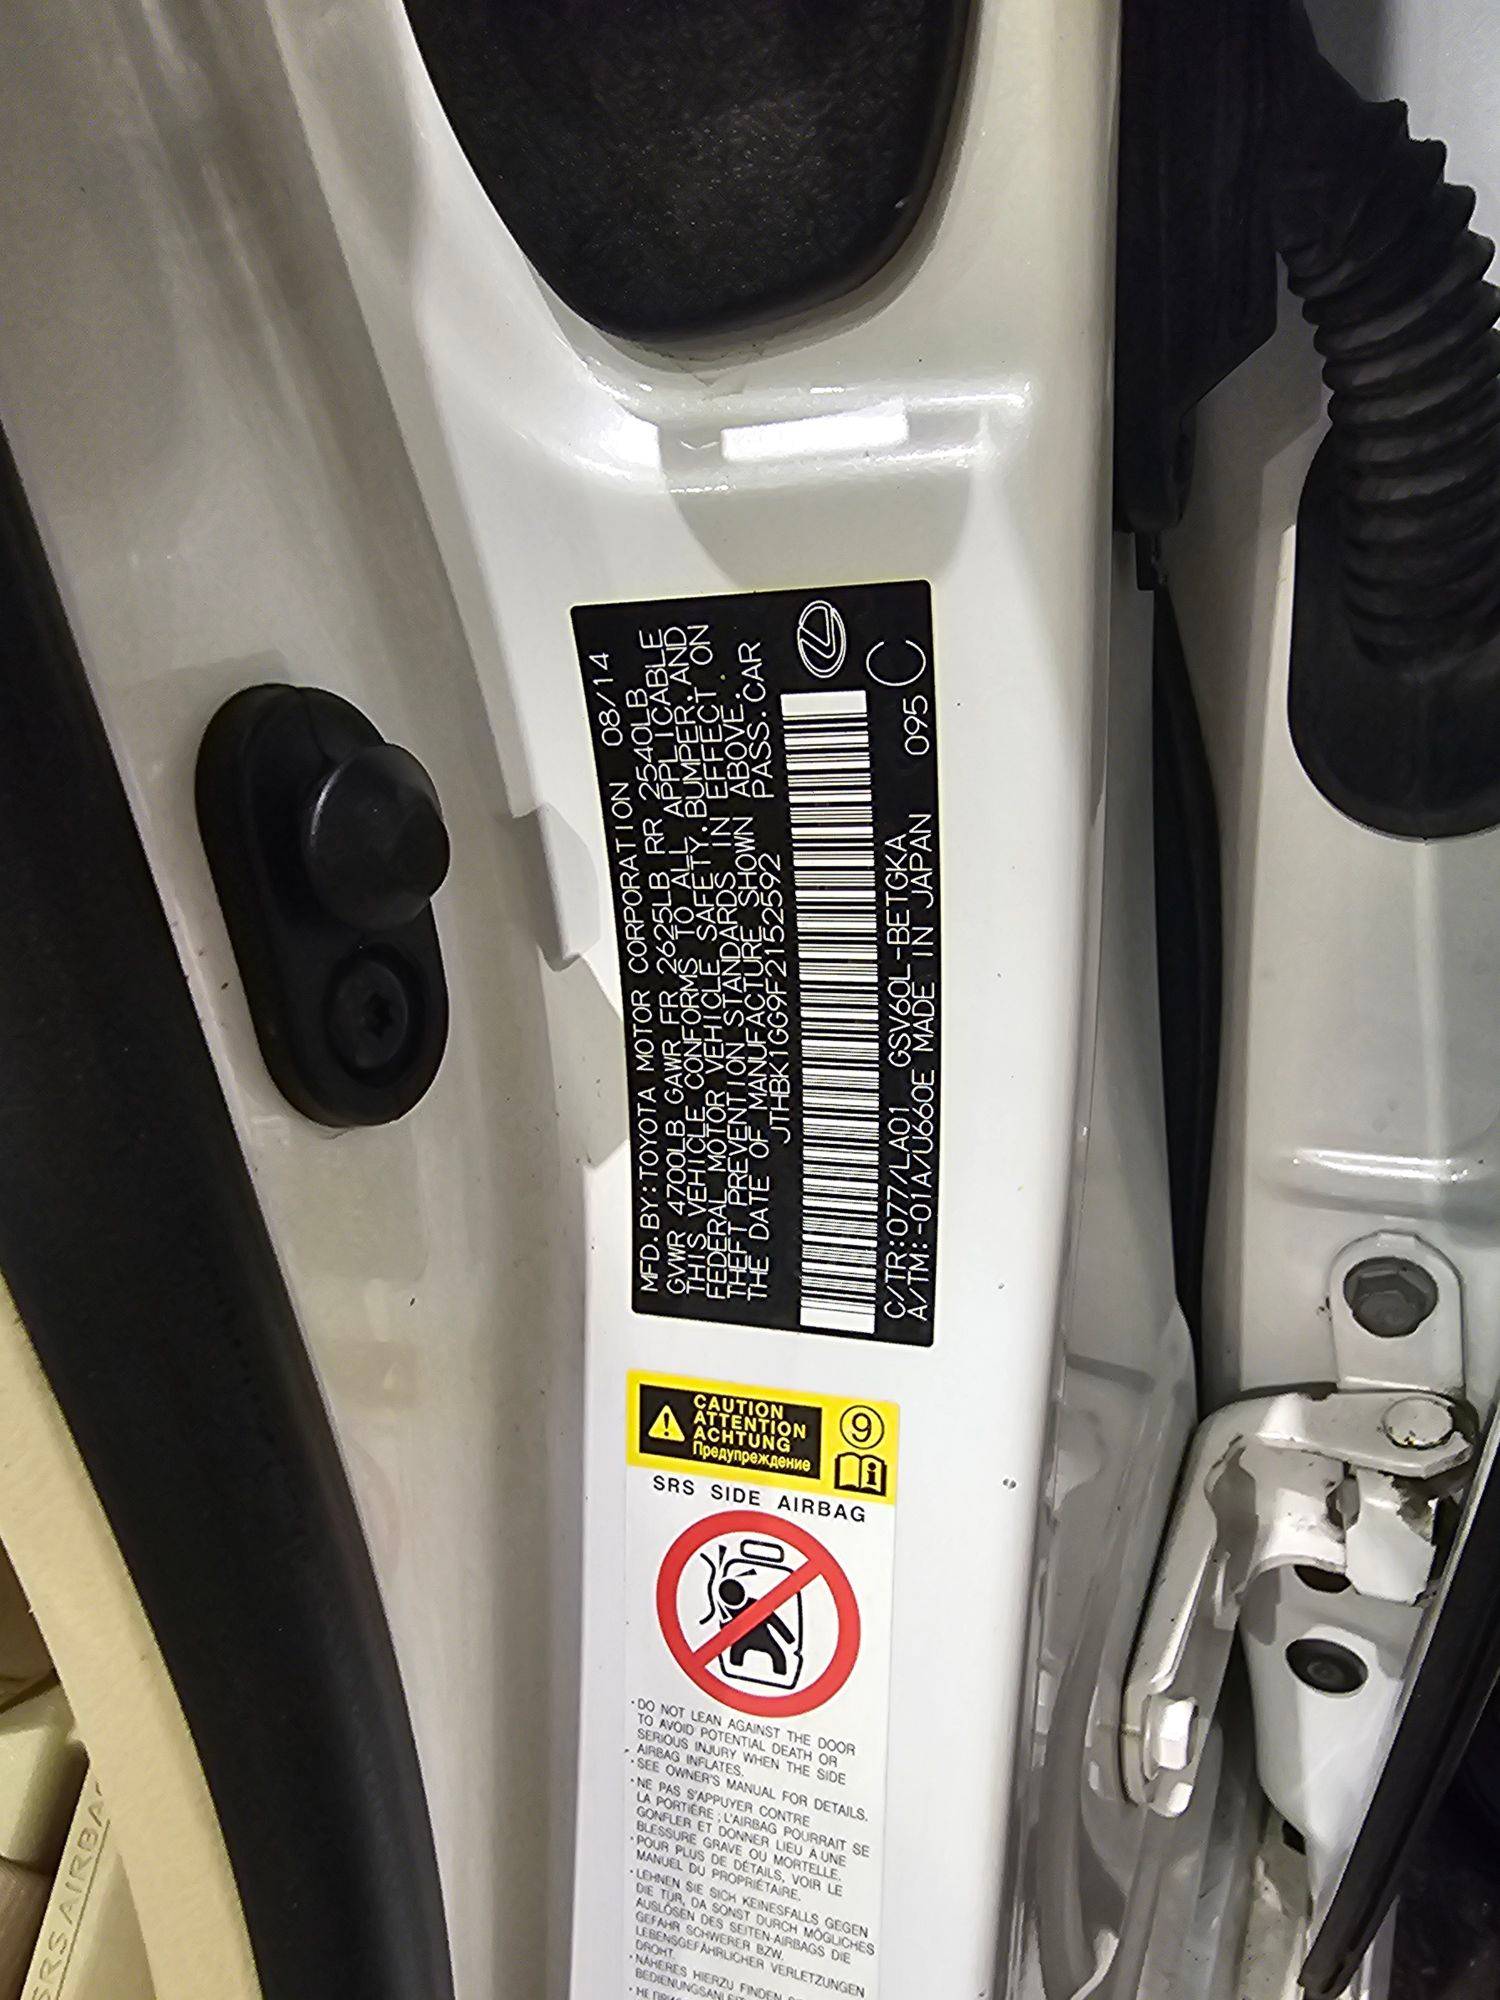 MFD.BY:TOYOTA MOTOR CORPORATION 08/14
GVWR 4700LB GAWR FR 2625LB RR 2540LB
THIS VEHICLE CONFORMS TO ALL APPLICABLE
FEDERAL MOTOR VEHICLE SAFETY,BUMPER,AND
THEFT PREVENTION STANDARDS IN EFFECT ON
THE DATE OF MANUFACTURE SHOWN ABOVE.
JTHBK1GG9F2152592 PASS.CAR
C/TR:077/LA01 GSV60L-BETGKA
A/TM:-01A/U660E MADE IN JAPAN 095 C
CAUTION
ATTENTION
ACHTUNG
Предупреждение
9
SRS SIDE AIRBAG
·DO NOT LEAN AGAINST THE DOOR
TO AVOID POTENTIAL DEATH OR
SERIOUS INJURY WHEN THE SIDE
AIRBAG INFLATES.
·SEE OWNER'S MANUAL FOR DETAILS.
·NE PAS S'APPUYER CONTRE
LA PORTIÈRE ; L'AIRBAG POURRAIT SE
GONFLER ET DONNER LIEU À UNE
BLESSURE GRAVE OU MORTELLE.
·POUR PLUS DE DÉTAILS, VOIR LE
MANUEL DU PROPRIÉTAIRE.
·LEHNEN SIE SICH KEINESFALLS GEGEN
DIE TÜR, DA SONST DURCH MÖGLICHES
AUSLÖSEN DES SEITEN-AIRBAGS DIE
GEFAHR SCHWERER BZW.
LEBENSGEFÄHRLICHER VERLETZUNGEN
DROHT.
·NÄHERES HIERZU FINDEN
BEDIENUNGSANLEIT
·НЕ
SRS AIRBA